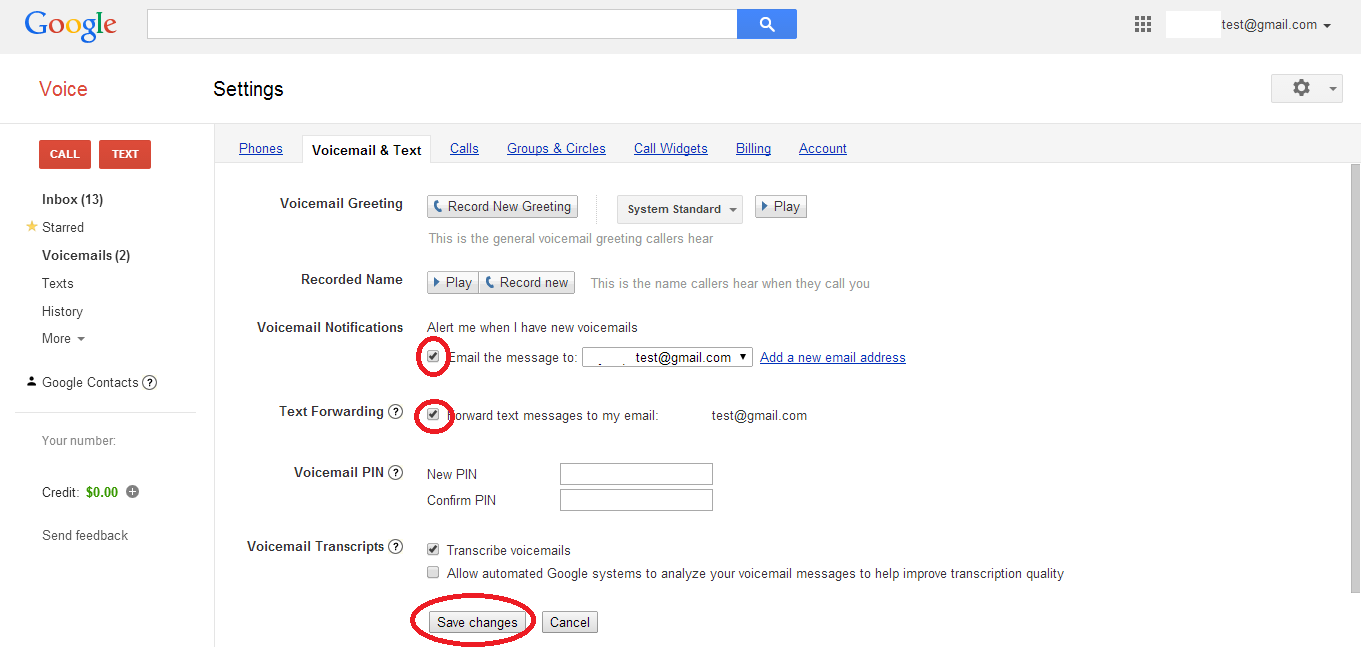 Google
test@gmail.com
Voice
Settings
CALL TEXT
Phones Voicemail & Text Calls Groups & Circles Call Widgets Billing Account
Inbox (13)
Starred
Voicemails (2)
Texts
History
More
Google Contacts ?
Your number:
Credit: $0.00
Send feedback
Voicemail Greeting Record New Greeting System Standard Play
This is the general voicemail greeting callers hear
Recorded Name Play Record new This is the name callers hear when they call you
Voicemail Notifications Alert me when I have new voicemails
Email the message to: test@gmail.com Add a new email address
Text Forwarding ? Forward text messages to my email: test@gmail.com
Voicemail PIN ? New PIN
Confirm PIN
Voicemail Transcripts ? Transcribe voicemails
Allow automated Google systems to analyze your voicemail messages to help improve transcription quality
Save changes Cancel